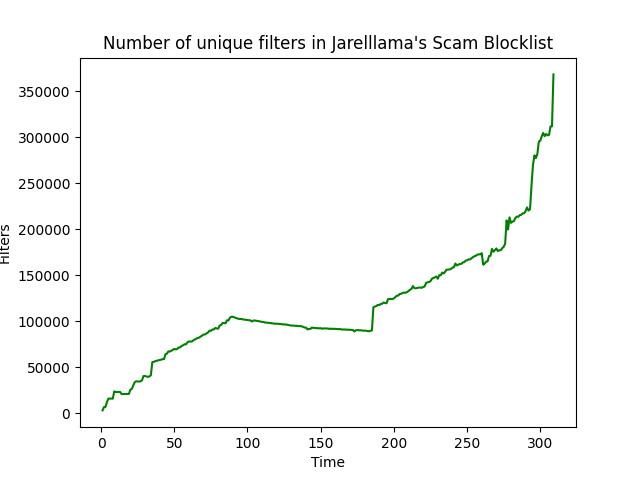 Number of unique filters in Jarelllama's Scam Blocklist
350000
300000
250000
200000
150000
100000
50000
0
Filters
0 50 100 150 200 250 300
Time